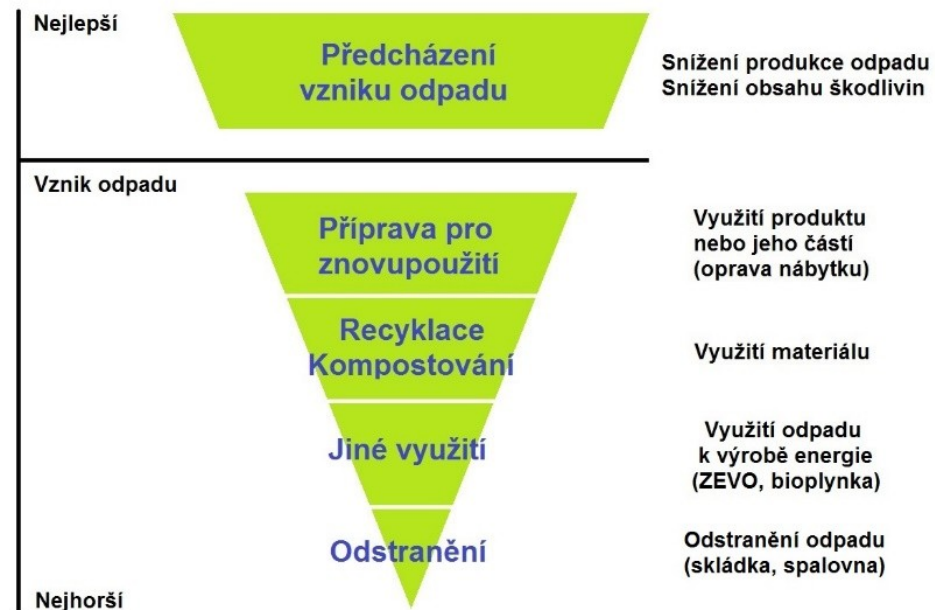 Nejlepší
Předcházení
vzniku odpadu
Snížení produkce odpadu
Snížení obsahu škodlivin
Vznik odpadu
Příprava pro
znovupoužití
Využití produktu
nebo jeho částí
(oprava nábytku)
Recyklace
Kompostování
Využití materiálu
Jiné využití
Využití odpadu
k výrobě energie
(ZEVO, bioplynka)
Odstranění
Odstranění odpadu
(skládka, spalovna)
Nejhorší